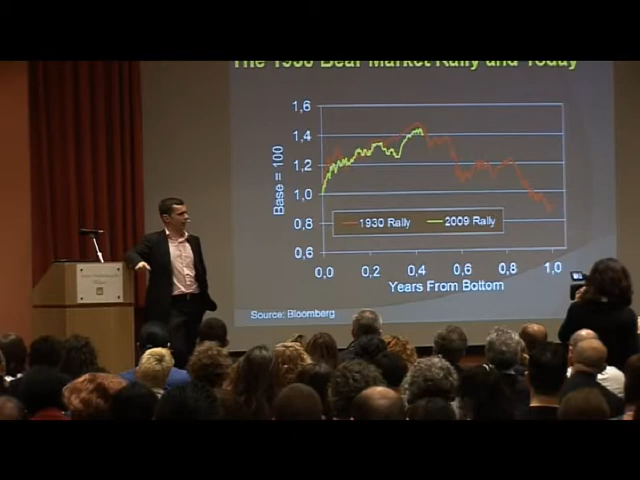 The 1930 Bear Market Rally and Today
1,6
1,4
1,2
1,0
0,8
0,6
Base = 100
1930 Rally
2009 Rally
0,0
0,2
0,4
0,6
0,8
1,0
Years From Bottom
Source: Bloomberg